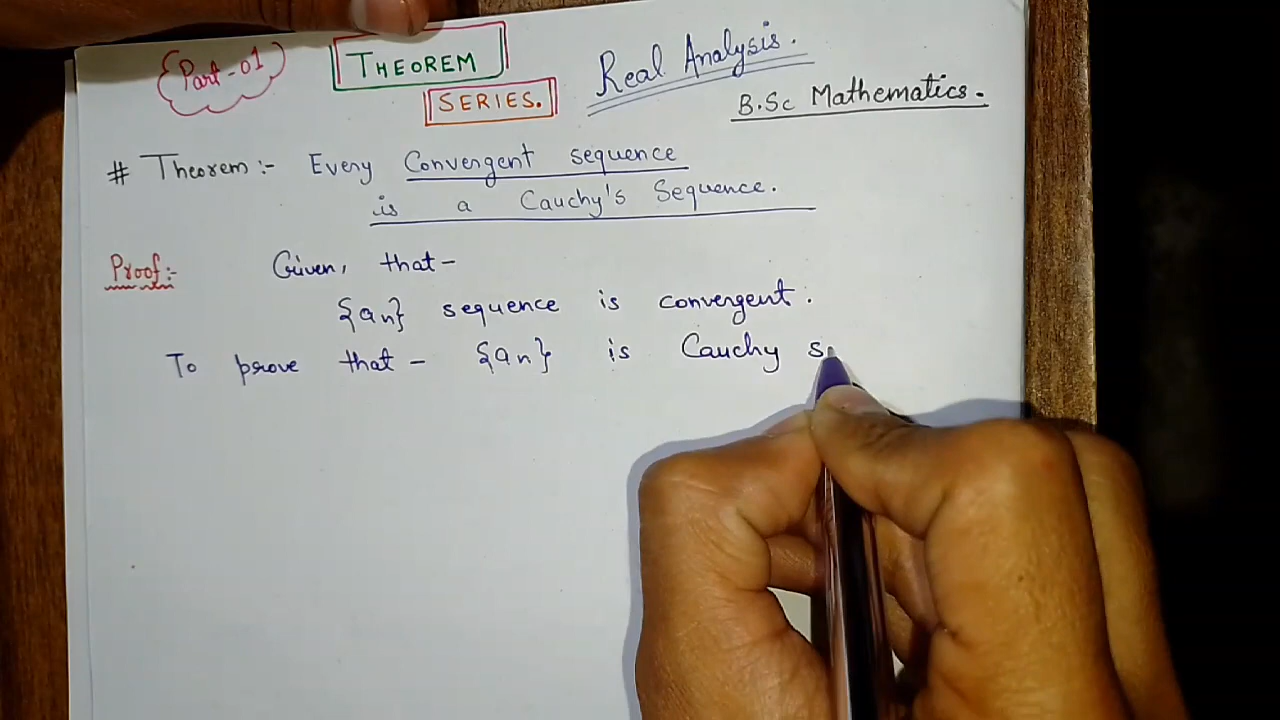 Part-01
THEOREM
SERIES.
Real Analysis.
B.Sc Mathematics.
# Theorem:- Every Convergent sequence
is a Cauchy's Sequence.
Proof:- Given, that-
{an} sequence is convergent.
To prove that- {an} is Cauchy